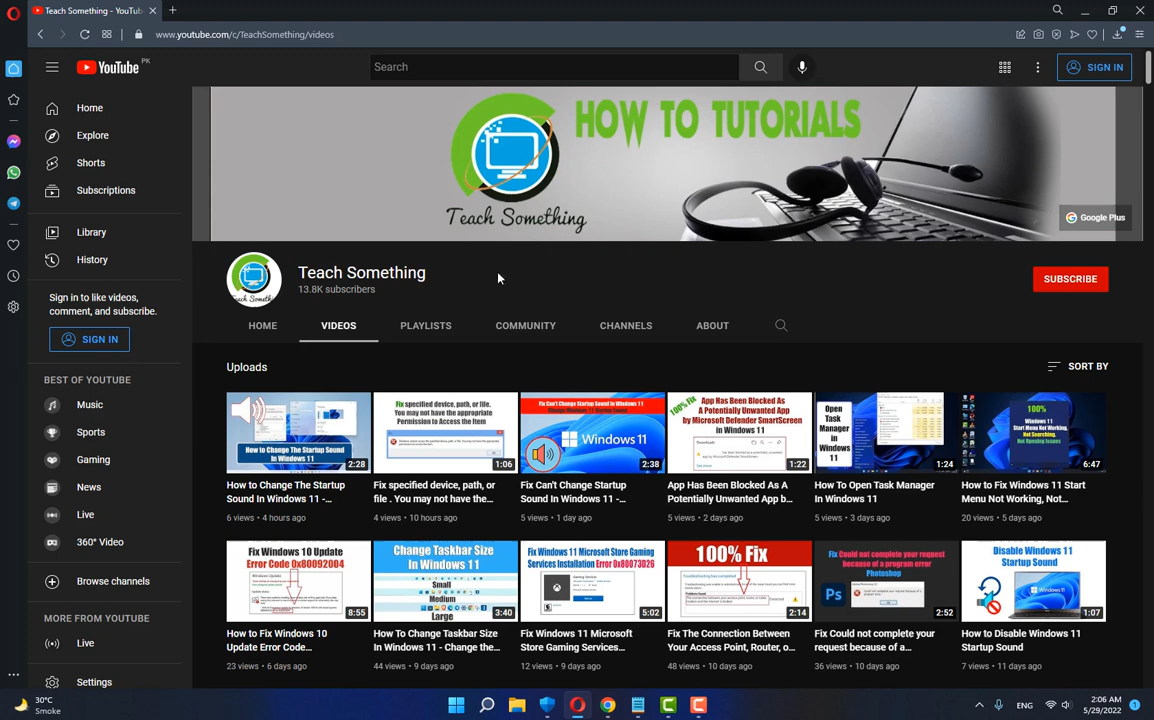 Teach Something - YouTub
www.youtube.com/c/TeachSomething/videos
YouTube PK
Search
SIGN IN
Home
Explore
Shorts
Subscriptions
Library
History
Sign in to like videos,
comment, and subscribe.
SIGN IN
BEST OF YOUTUBE
Music
Sports
Gaming
News
Live
360° Video
Browse channels
MORE FROM YOUTUBE
Live
Settings
HOW TO TUTORIALS
Teach Something
Google Plus
Teach Something
13.8K subscribers
SUBSCRIBE
HOME VIDEOS PLAYLISTS COMMUNITY CHANNELS ABOUT
Uploads
SORT BY
How to Change The Startup Sound
In Windows 11
2:28
How to Change The Startup
Sound In Windows 11 -...
6 views • 4 hours ago
Fix specified device, path, or file.
You may not have the appropriate
Permission to Access the Item
1:06
Fix specified device, path, or
file . You may not have the...
4 views • 10 hours ago
Fix Can't Change Startup Sound In Windows 11
Windows 11
2:38
Fix Can't Change Startup
Sound In Windows 11 -...
5 views • 1 day ago
100% Fix
App Has Been Blocked As
A Potentially Unwanted App
by Microsoft Defender SmartScreen
in Windows 11
1:22
App Has Been Blocked As A
Potentially Unwanted App b...
5 views • 2 days ago
Open
Task
Manager
In
Windows 11
1:24
How To Open Task Manager
In Windows 11
5 views • 3 days ago
100%
Windows 11
Start Menu Not Working,
Not Searching,
Not Opening Issues
6:47
How to Fix Windows 11 Start
Menu Not Working, Not...
20 views • 5 days ago
Fix Windows 10 Update
Error Code 0x80092004
8:55
How to Fix Windows 10
Update Error Code...
23 views • 6 days ago
Change Taskbar Size
In Windows 11
Small
Medium
Large
3:40
How To Change Taskbar Size
In Windows 11 - Change the...
44 views • 9 days ago
Fix Windows 11 Microsoft Store Gaming
Services Installation Error 0x80073D26
5:02
Fix Windows 11 Microsoft
Store Gaming Services...
12 views • 9 days ago
100% Fix
2:14
Fix The Connection Between
Your Access Point, Router, o...
48 views • 10 days ago
Fix Could not complete your request
because of a program error
Photoshop
Ps
2:52
Fix Could not complete your
request because of a...
36 views • 10 days ago
Disable Windows 11
Startup Sound
Windows 11
1:07
How to Disable Windows 11
Startup Sound
7 views • 11 days ago
30°C
Smoke
ENG
2:06 AM
5/29/2022
1